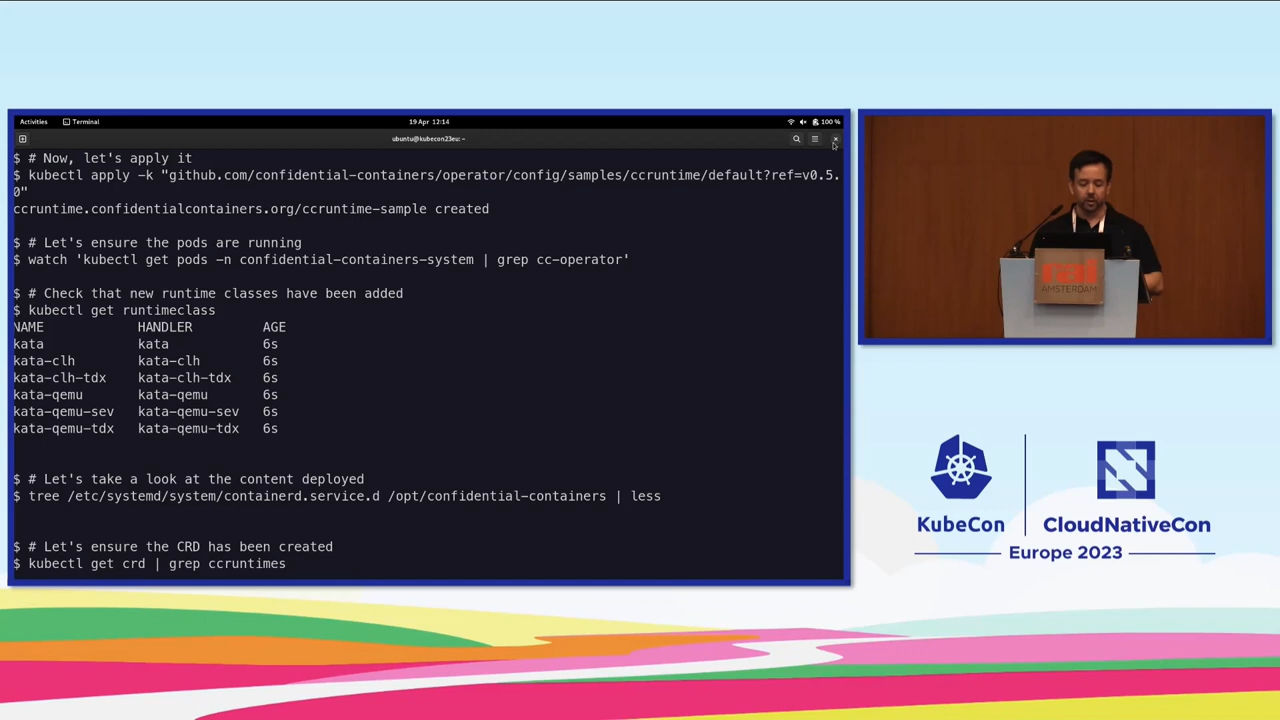 Activities Terminal 19 Apr 12:14 100 %
ubuntu@kubecon23eu: ~
$ # Now, let's apply it
$ kubectl apply -k "github.com/confidential-containers/operator/config/samples/ccruntime/default?ref=v0.5.
0"
ccruntime.confidentialcontainers.org/ccruntime-sample created
$ # Let's ensure the pods are running
$ watch 'kubectl get pods -n confidential-containers-system | grep cc-operator'
$ # Check that new runtime classes have been added
$ kubectl get runtimeclass
NAME HANDLER AGE
kata kata 6s
kata-clh kata-clh 6s
kata-clh-tdx kata-clh-tdx 6s
kata-qemu kata-qemu 6s
kata-qemu-sev kata-qemu-sev 6s
kata-qemu-tdx kata-qemu-tdx 6s
$ # Let's take a look at the content deployed
$ tree /etc/systemd/system/containerd.service.d /opt/confidential-containers | less
$ # Let's ensure the CRD has been created
$ kubectl get crd | grep ccruntimes
rai
AMSTERDAM
KubeCon
CloudNativeCon
Europe 2023